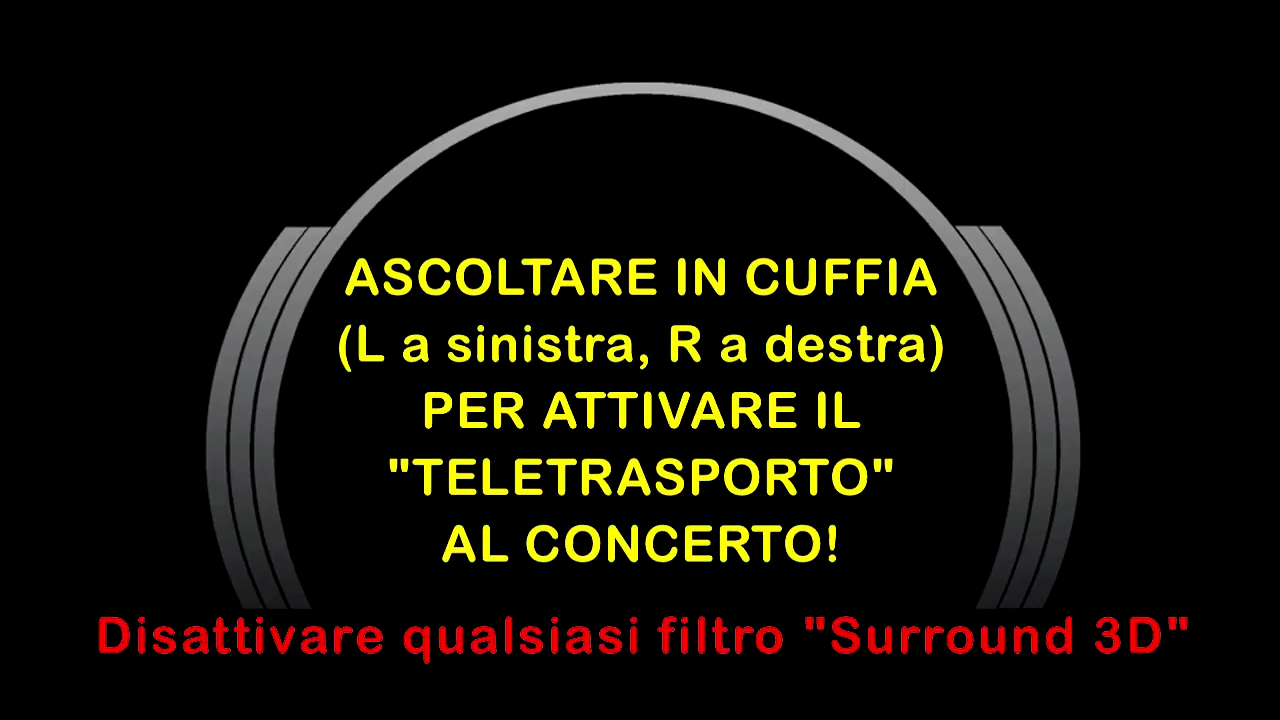 ASCOLTARE IN CUFFIA
(L a sinistra, R a destra)
PER ATTIVARE IL
"TELETRASPORTO"
AL CONCERTO!
Disattivare qualsiasi filtro "Surround 3D"